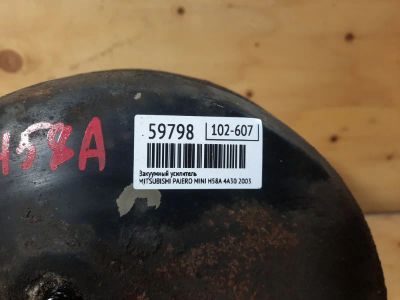 59798 102-607
H58A
Вакуумный усилитель
MITSUBISHI PAJERO MINI H58A 4A30 2003